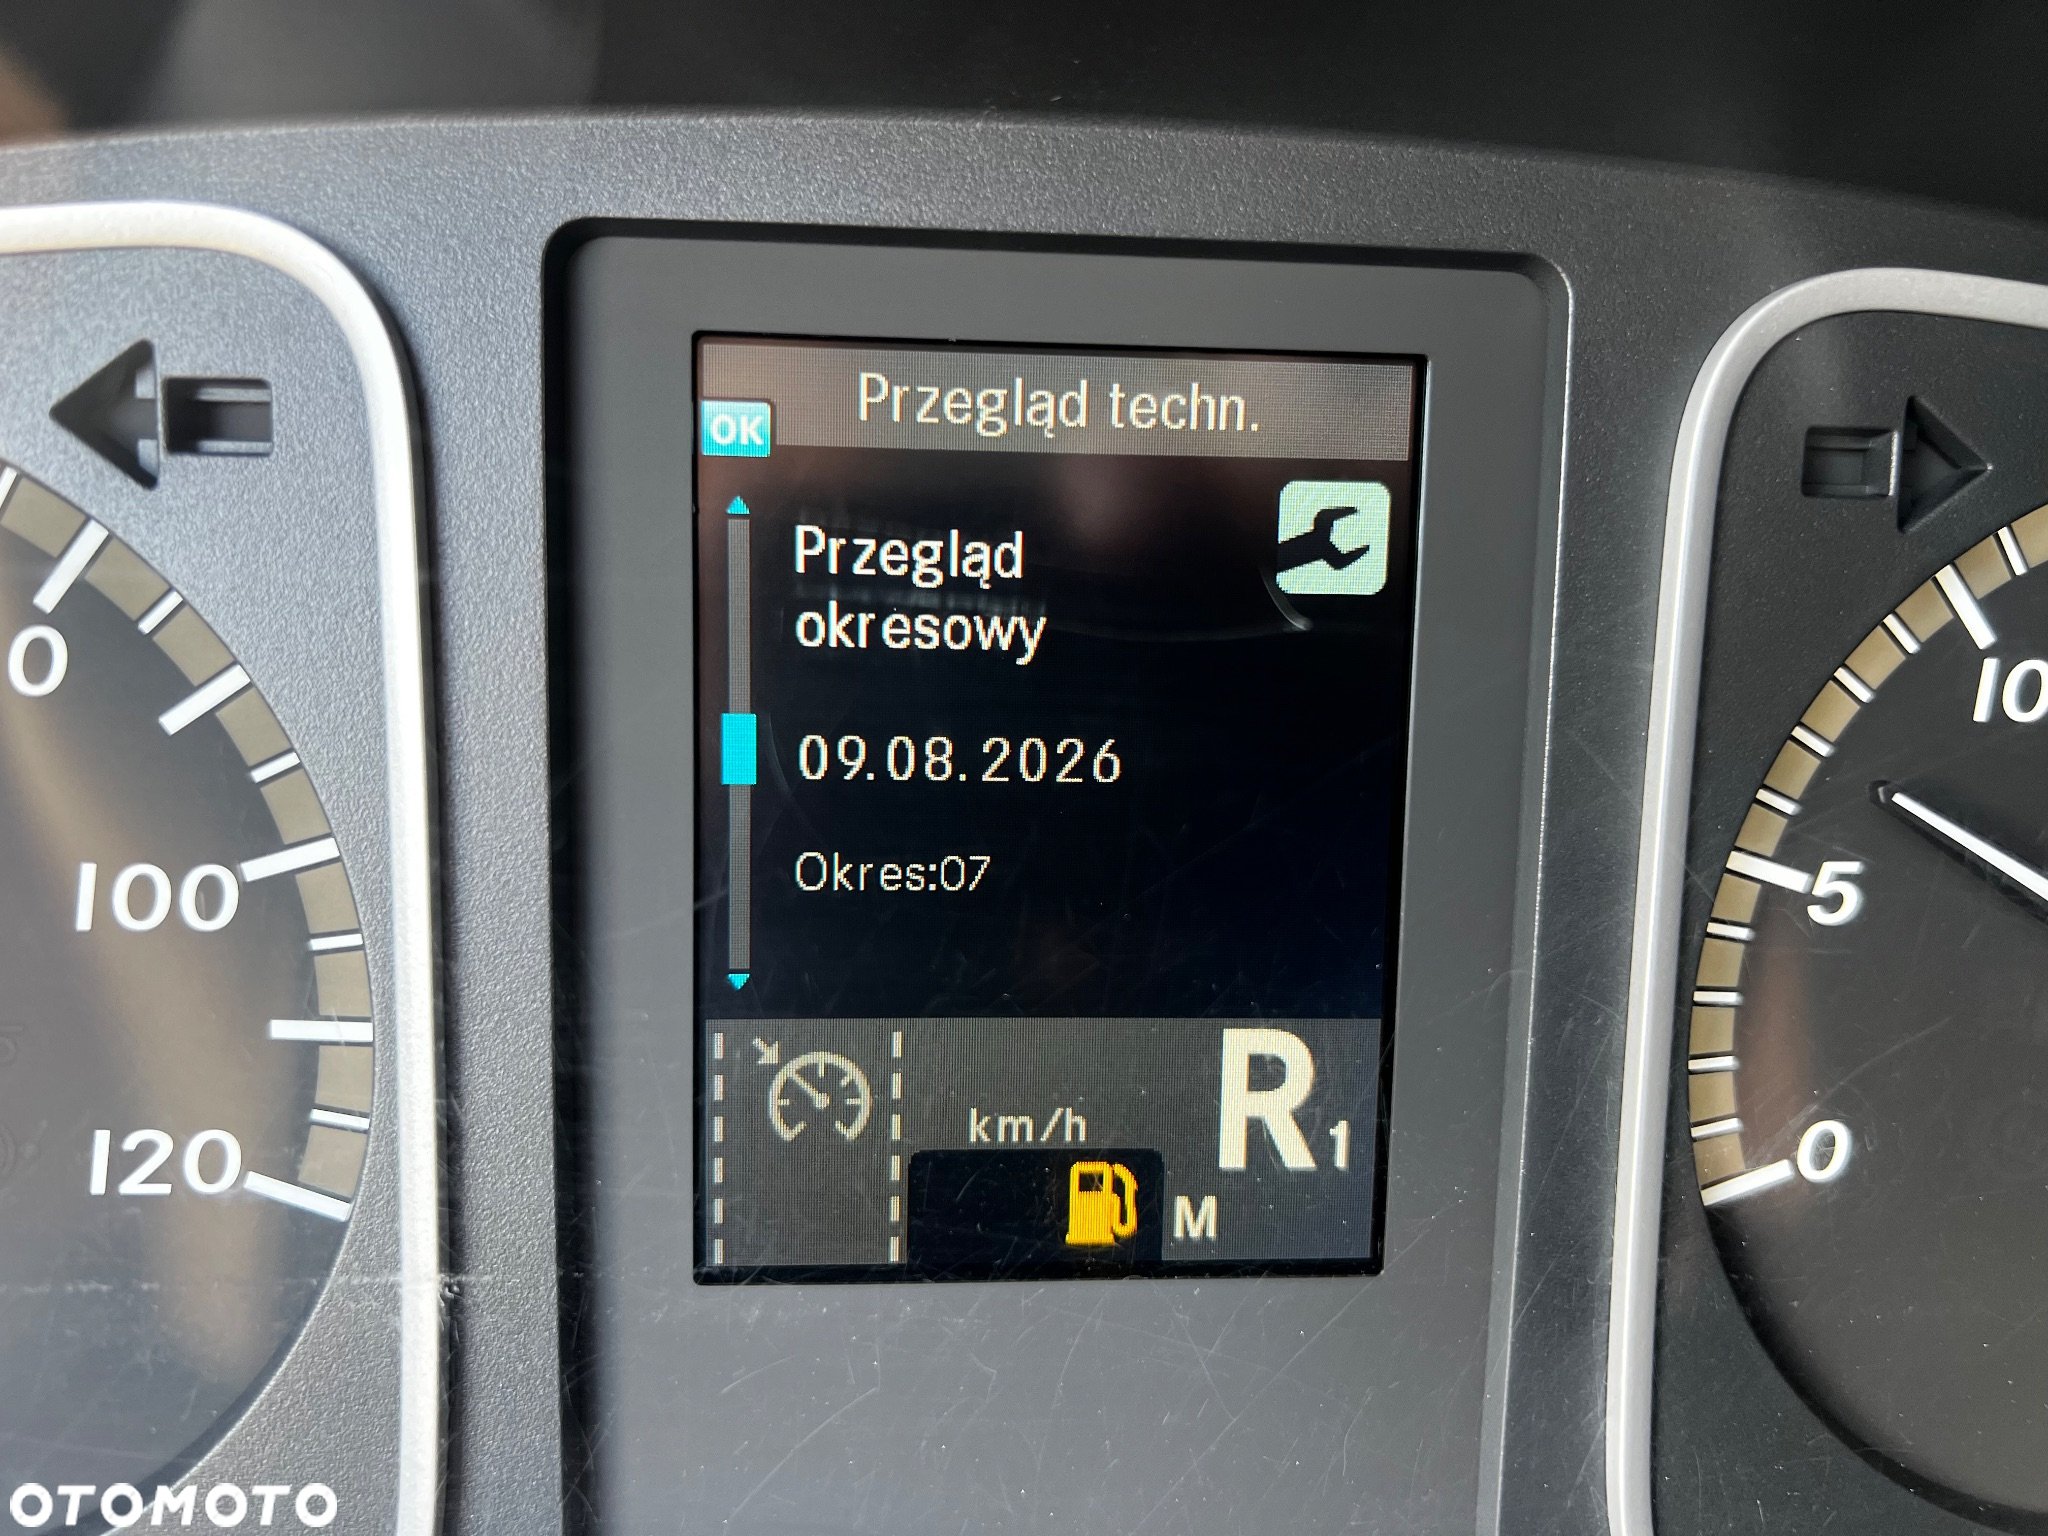 Przegląd techn.
OK
Przegląd
okresowy
09.08.2026
Okres:07
km/h
R1
M
0
100
120
10
5
0
OTOMOTO